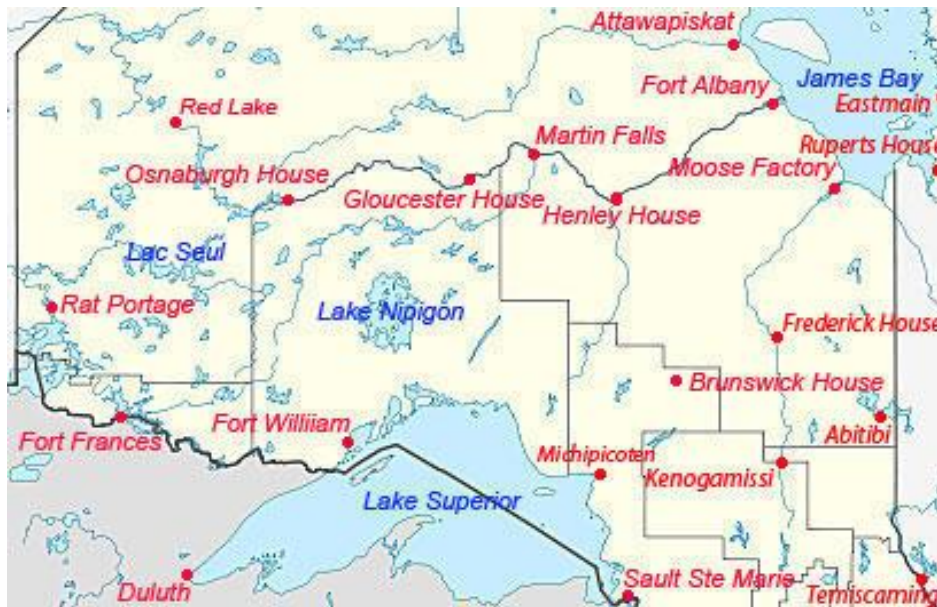 Attawapiskat
James Bay
Fort Albany
Eastmain
Red Lake
Martin Falls
Ruperts House
Osnaburgh House
Moose Factory
Gloucester House
Henley House
Lac Seul
Rat Portage
Lake Nipigon
Frederick House
Brunswick House
Fort Williiam
Fort Frances
Abitibi
Michipicoten
Kenogamissi
Lake Superior
Sault Ste Marie
Duluth
Temiscaming